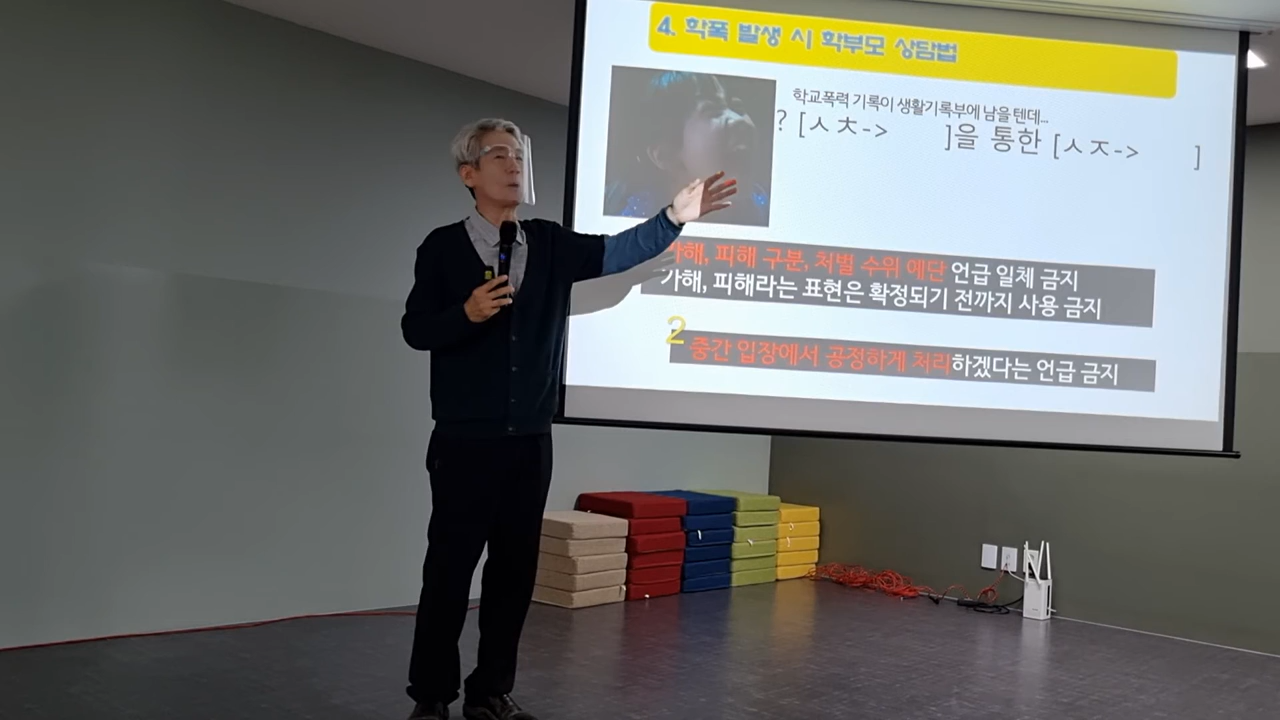 4. 학폭 발생 시 학부모 상담법
학교폭력 기록이 생활기록부에 남을 텐데...
? [ㅅㅊ-> ]을 통한 [ㅅㅈ-> ]
가해, 피해 구분, 처벌 수위 예단 언급 일체 금지
가해, 피해라는 표현은 확정되기 전까지 사용 금지
2
중간 입장에서 공정하게 처리하겠다는 언급 금지